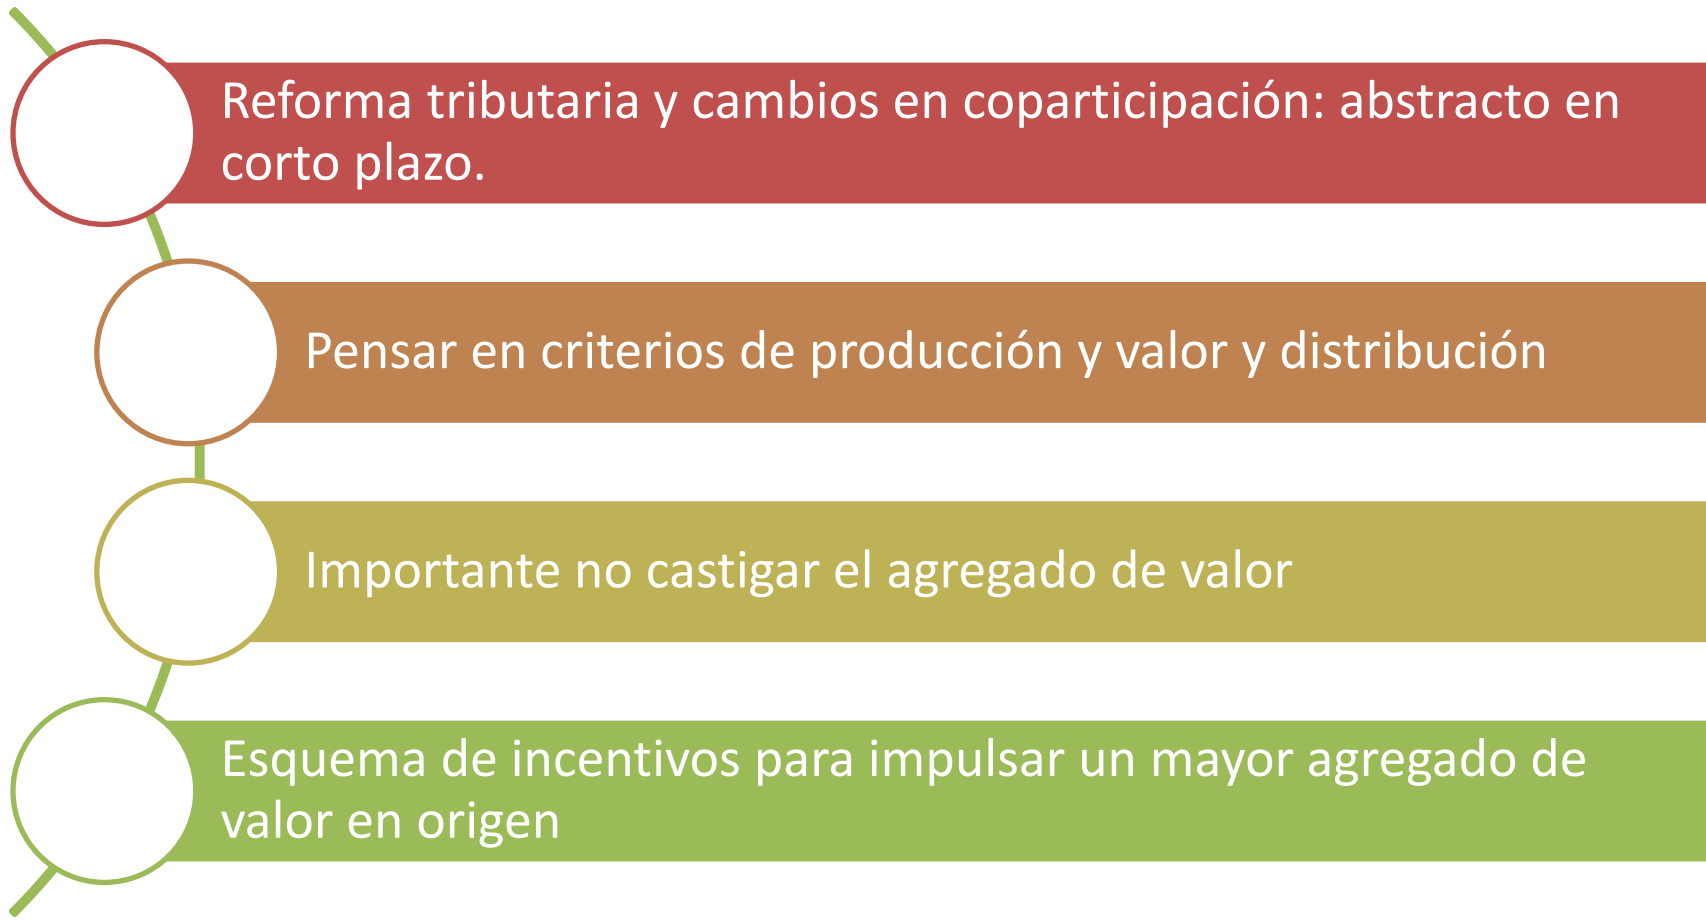 Reforma tributaria y cambios en coparticipación: abstracto en
corto plazo.
Pensar en criterios de producción y valor y distribución
Importante no castigar el agregado de valor
Esquema de incentivos para impulsar un mayor agregado de
valor en origen